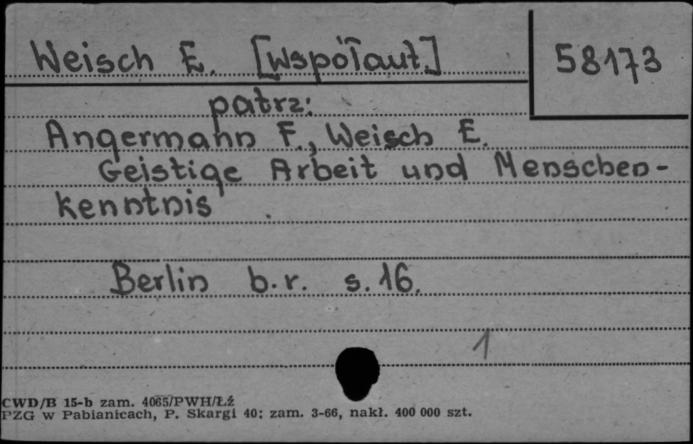 Weisch E. [Współaut.]
58173
patrz:
Angermann F., Weisch E.
Geistige Arbeit und Menschen-
kenntnis
Berlin b.r. s. 16.
1
CWD/B 15-b zam. 4065/PWH/ŁŻ
PZG w Pabianicach, P. Skargi 40; zam. 3-66, nakł. 400 000 szt.